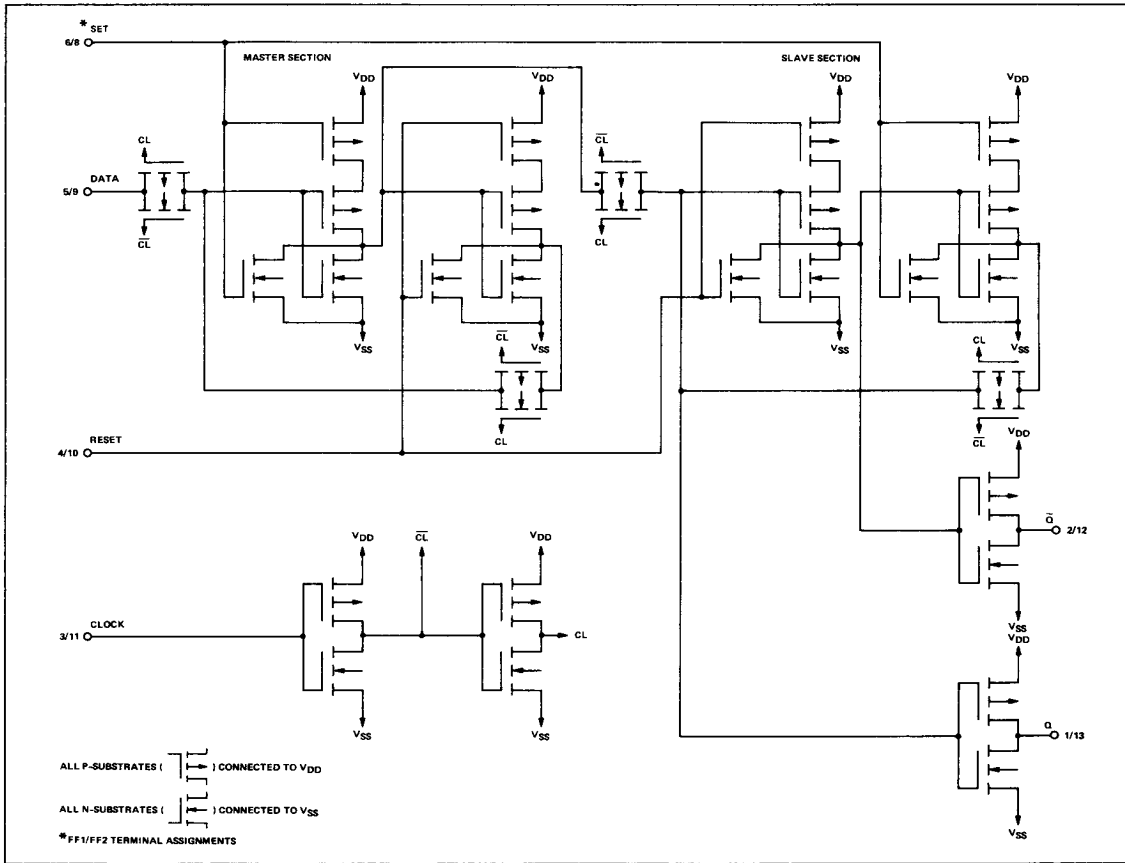 *SET
6/8
MASTER SECTION
SLAVE SECTION
VDD
VDD
VDD
VDD
CL
CL̅
DATA
5/9
CL̅
CL
VSS
VSS
VSS
VSS
CL̅
CL
CL
CL̅
RESET
4/10
VDD
Q̅
2/12
VSS
VDD
CL̅
VDD
VDD
CLOCK
3/11
CL
VSS
VSS
Q
1/13
VSS
ALL P-SUBSTRATES ( ) CONNECTED TO VDD
ALL N-SUBSTRATES ( ) CONNECTED TO VSS
*FF1/FF2 TERMINAL ASSIGNMENTS